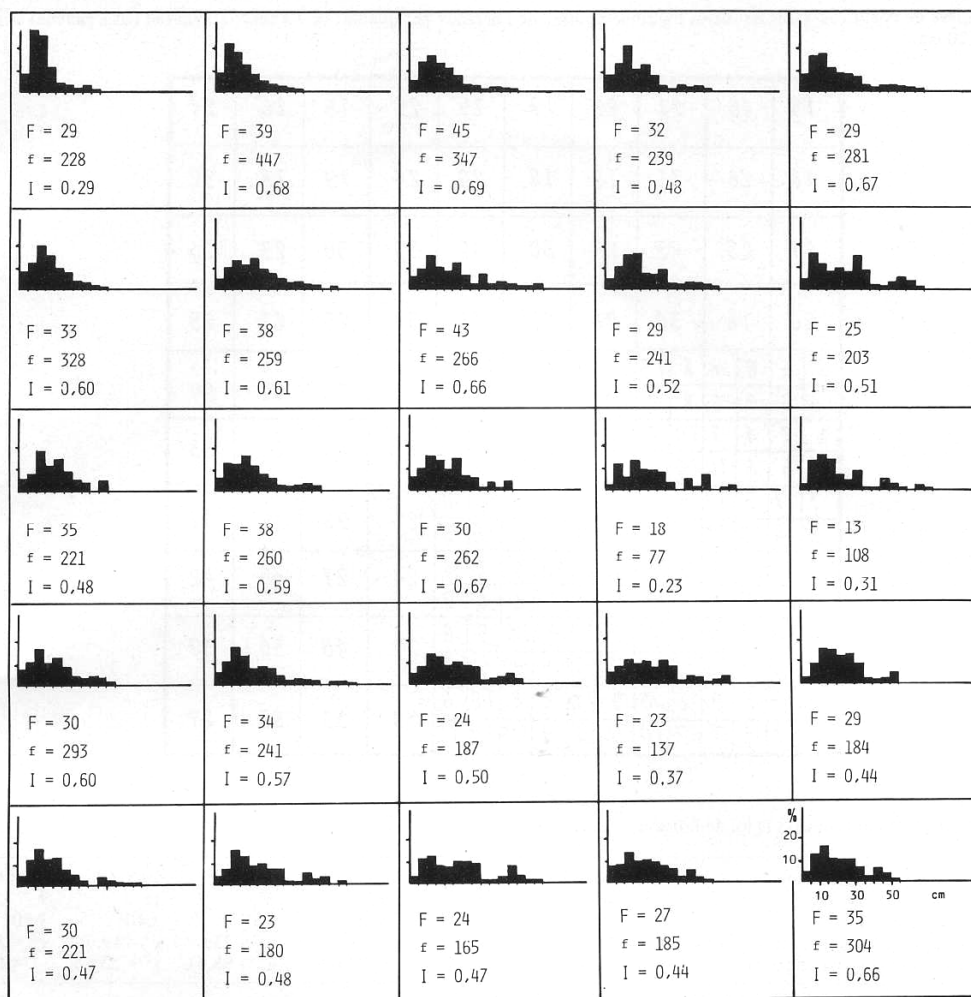 F = 29
f = 228
I = 0,29
F = 39
f = 447
I = 0,68
F = 45
f = 347
I = 0,69
F = 32
f = 239
I = 0,48
F = 29
f = 281
I = 0,67
F = 33
f = 328
I = 0,60
F = 38
f = 259
I = 0,61
F = 43
f = 266
I = 0,66
F = 29
f = 241
I = 0,52
F = 25
f = 203
I = 0,51
F = 35
f = 221
I = 0,48
F = 38
f = 260
I = 0,59
F = 30
f = 262
I = 0,67
F = 18
f = 77
I = 0,23
F = 13
f = 108
I = 0,31
F = 30
f = 293
I = 0,60
F = 34
f = 241
I = 0,57
F = 24
f = 187
I = 0,50
F = 23
f = 137
I = 0,37
F = 29
f = 184
I = 0,44
F = 30
f = 221
I = 0,47
F = 23
f = 180
I = 0,48
F = 24
f = 165
I = 0,47
F = 27
f = 185
I = 0,44
%
20
10
10 30 50 cm
F = 35
f = 304
I = 0,66